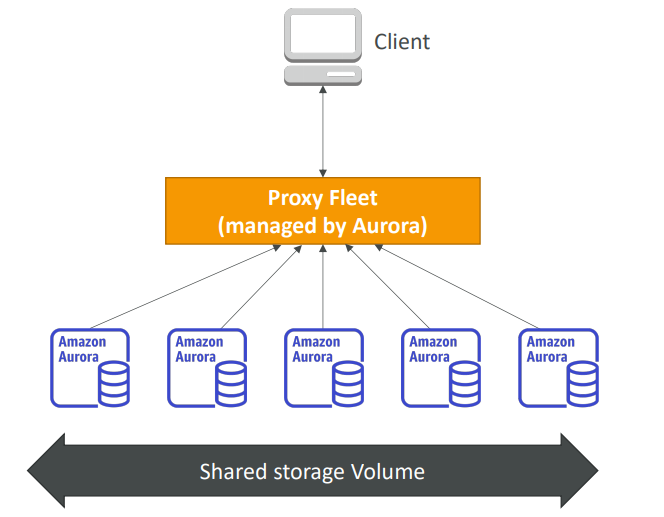 Client
Proxy Fleet
(managed by Aurora)
Amazon
Aurora
Amazon
Aurora
Amazon
Aurora
Amazon
Aurora
Amazon
Aurora
Shared storage Volume